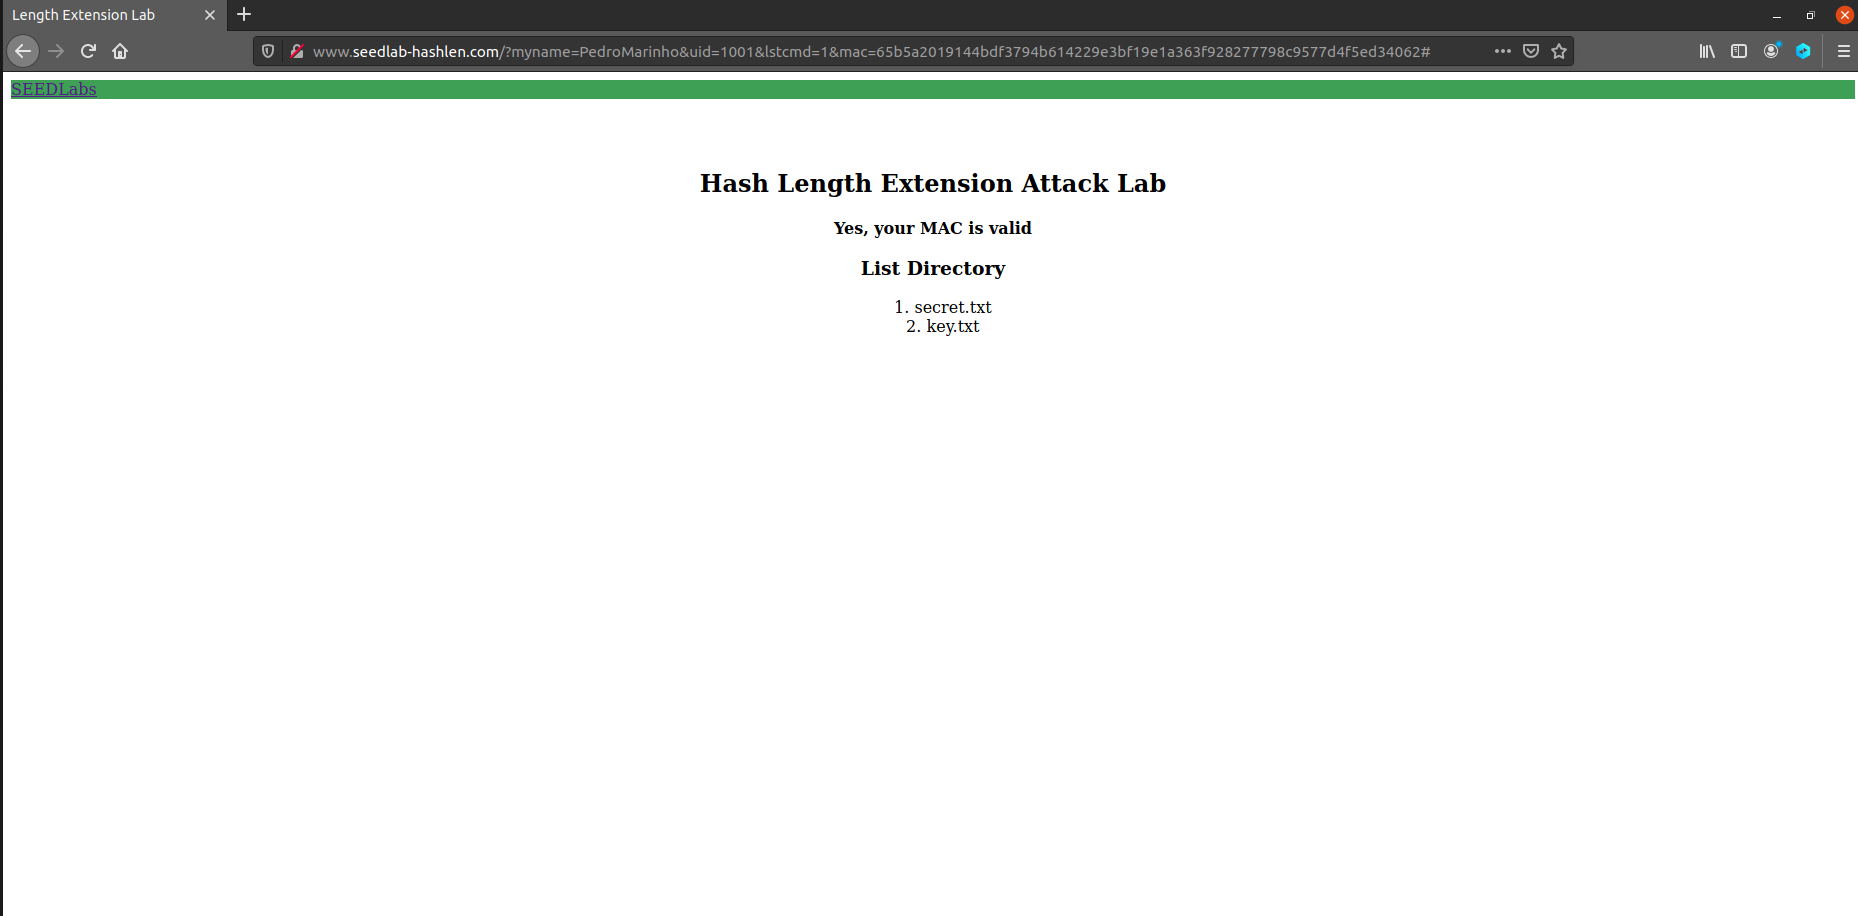 Length Extension Lab
www.seedlab-hashlen.com/?myname=PedroMarinho&uid=1001&lstcmd=1&mac=65b5a2019144bdf3794b614229e3bf19e1a363f928277798c9577d4f5ed34062#
SEEDLabs
Hash Length Extension Attack Lab
Yes, your MAC is valid
List Directory
1. secret.txt
2. key.txt